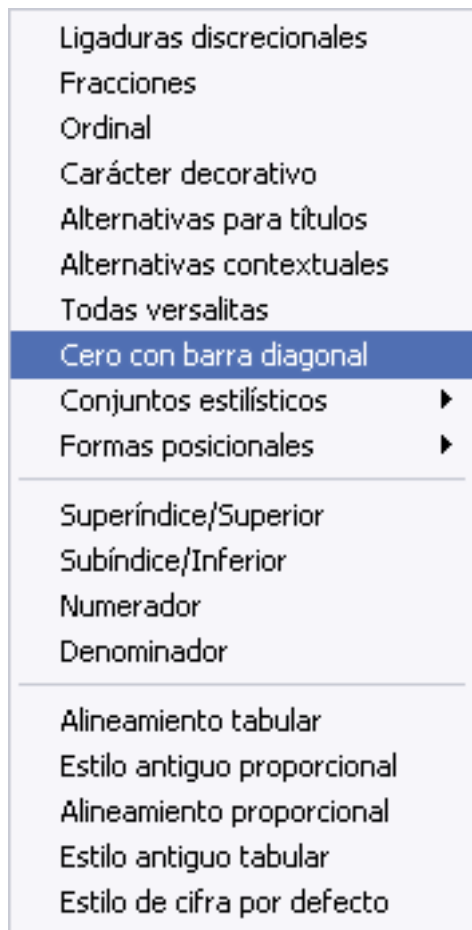 Ligaduras discrecionales
Fracciones
Ordinal
Carácter decorativo
Alternativas para títulos
Alternativas contextuales
Todas versalitas
Cero con barra diagonal
Conjuntos estilísticos
Formas posicionales
Superíndice/Superior
Subíndice/Inferior
Numerador
Denominador
Alineamiento tabular
Estilo antiguo proporcional
Alineamiento proporcional
Estilo antiguo tabular
Estilo de cifra por defecto